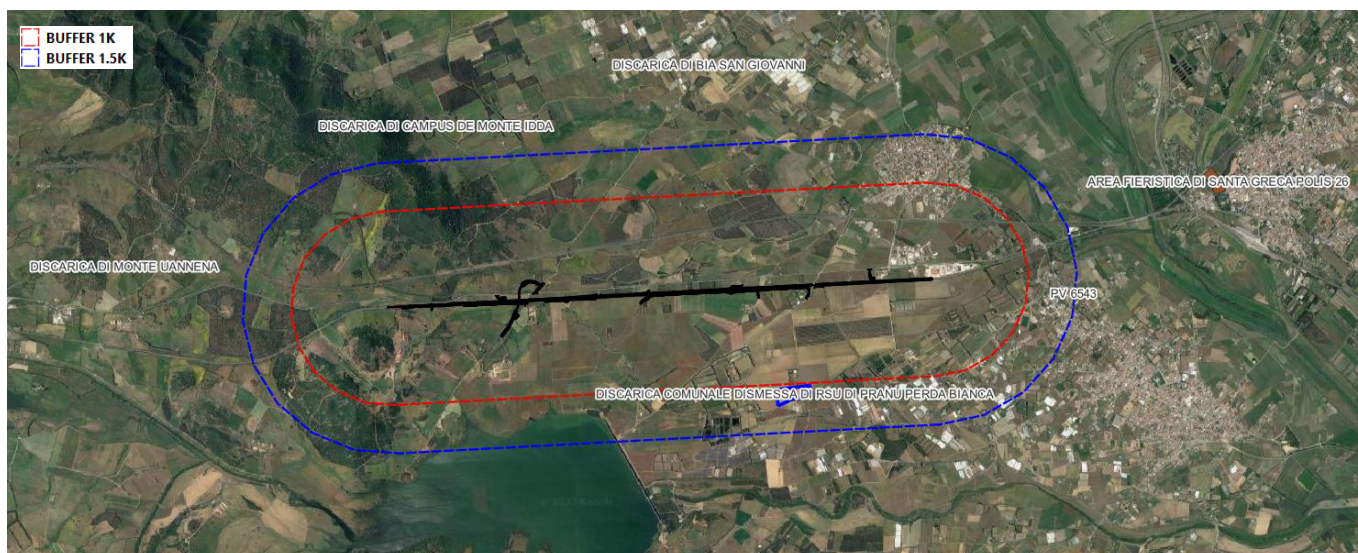 BUFFER 1K
BUFFER 1.5K
DISCARICA DI BIA SAN GIOVANNI
DISCARICA DI CAMPUS DE MONTE IDDA
AREA FIERISTICA DI SANTA GRECA POLIS 26
DISCARICA DI MONTE UANNENA
PV 6543
DISCARICA COMUNALE DISMESSA DI RSU DI PRANU PERDA BIANCA